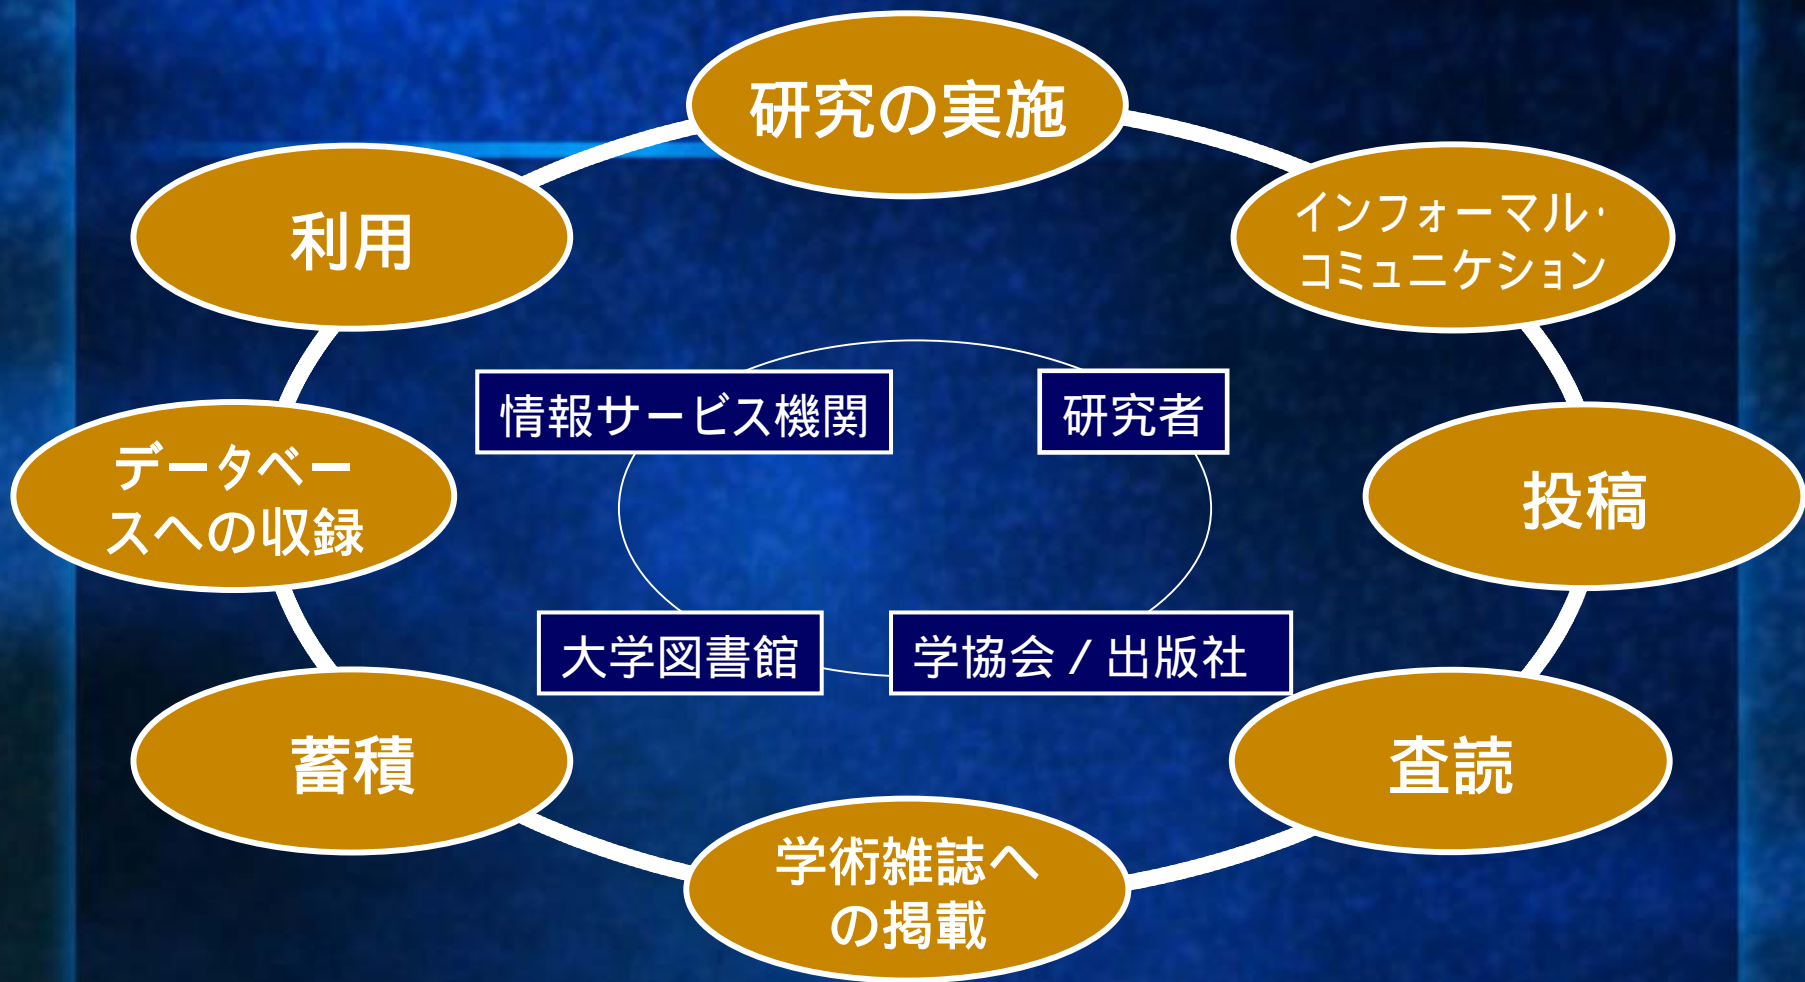 研究の実施
利用
インフォーマル・
コミュニケション
情報サービス機関
研究者
データベー
スへの収録
投稿
大学図書館
学協会／出版社
蓄積
査読
学術雑誌へ
の掲載